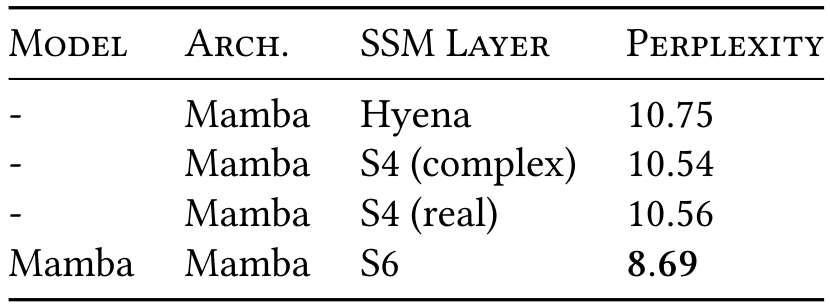 Model Arch. SSM Layer Perplexity
- Mamba Hyena 10.75
- Mamba S4 (complex) 10.54
- Mamba S4 (real) 10.56
Mamba Mamba S6 8.69